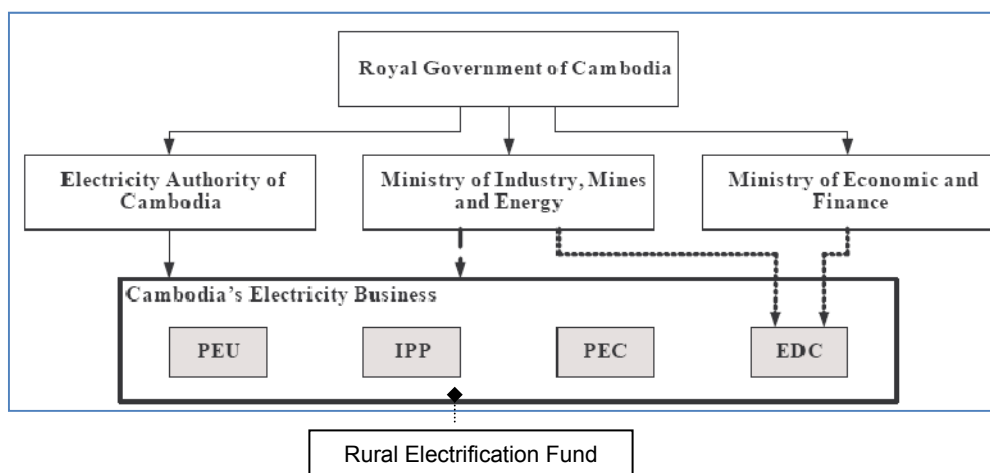 Royal Government of Cambodia
Electricity Authority of
Cambodia
Ministry of Industry, Mines
and Energy
Ministry of Economic and
Finance
Cambodia's Electricity Business
PEU
IPP
PEC
EDC
Rural Electrification Fund